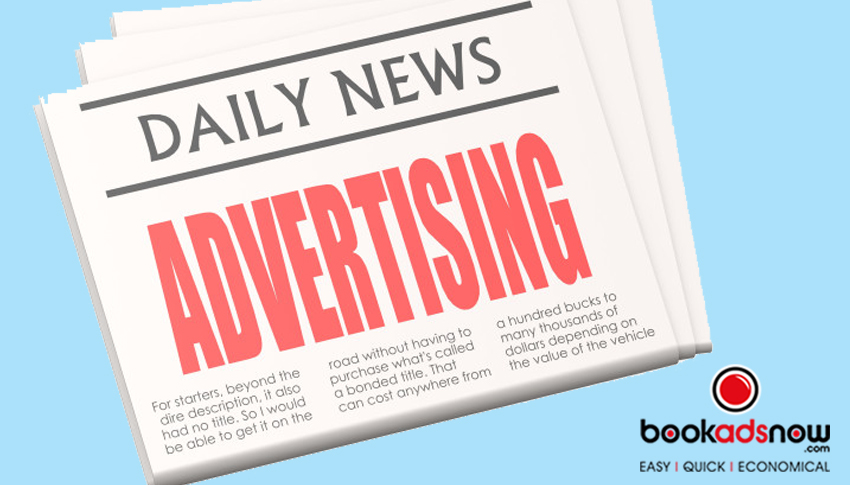 DAILY NEWS
ADVERTISING
For starters, beyond the
dire description, it also
had no title. So I would
be able to get it on the
road without having to
purchase what's called
a bonded title. That
can cost anywhere from
a hundred bucks to
many thousands of
dollars depending on
the value of the vehicle
bookadsnow
.com
EASY | QUICK | ECONOMICAL